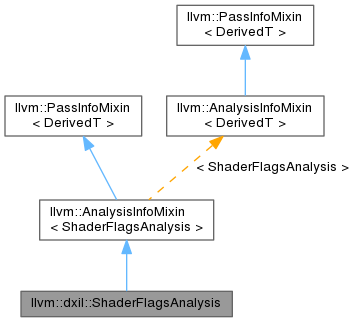 llvm::PassInfoMixin
< DerivedT >
llvm::PassInfoMixin
< DerivedT >
llvm::AnalysisInfoMixin
< DerivedT >
< ShaderFlagsAnalysis >
llvm::AnalysisInfoMixin
< ShaderFlagsAnalysis >
llvm::dxil::ShaderFlagsAnalysis